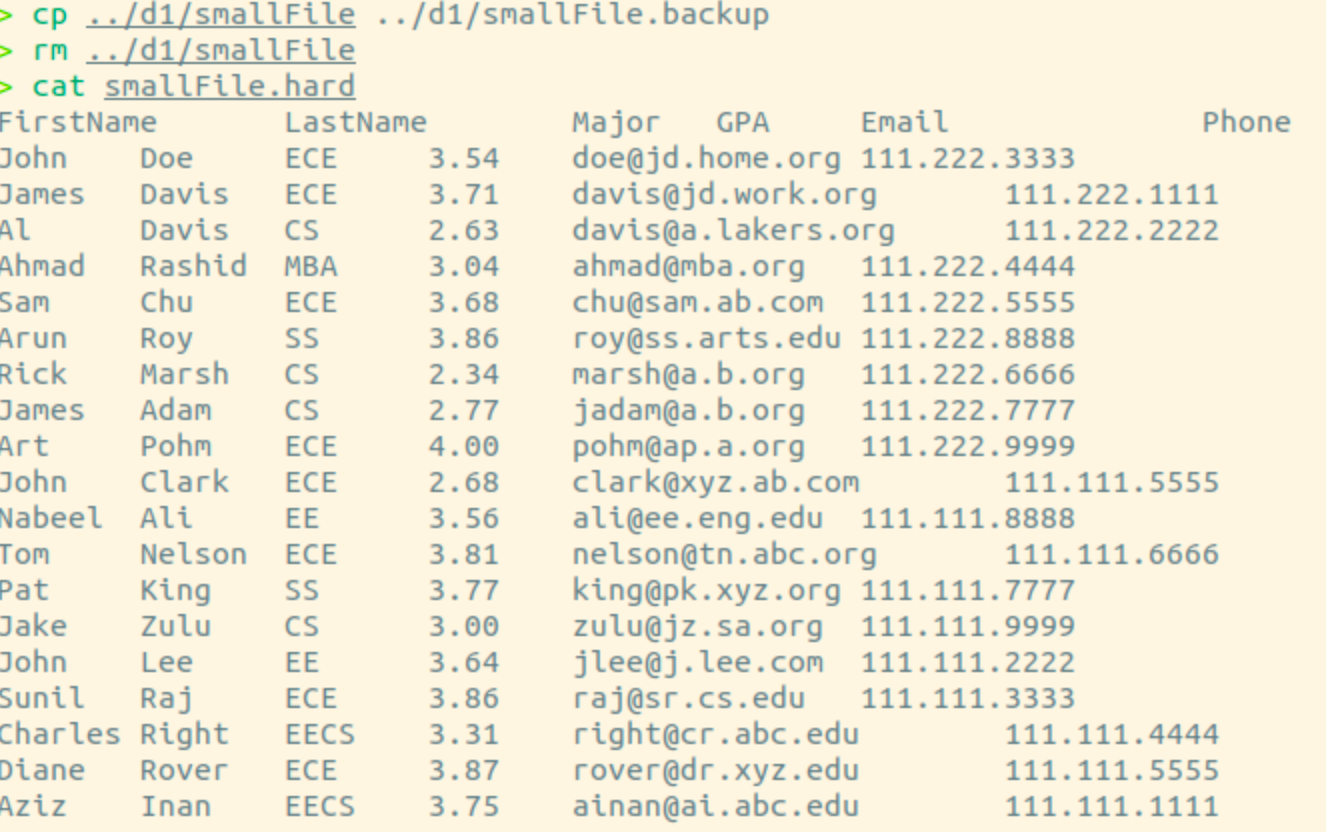 > cp ../d1/smallFile ../d1/smallFile.backup
> rm ../d1/smallFile
> cat smallFile.hard
FirstName LastName Major GPA Email Phone
John Doe ECE 3.54 doe@jd.home.org 111.222.3333
James Davis ECE 3.71 davis@jd.work.org 111.222.1111
Al Davis CS 2.63 davis@a.lakers.org 111.222.2222
Ahmad Rashid MBA 3.04 ahmad@mba.org 111.222.4444
Sam Chu ECE 3.68 chu@sam.ab.com 111.222.5555
Arun Roy SS 3.86 roy@ss.arts.edu 111.222.8888
Rick Marsh CS 2.34 marsh@a.b.org 111.222.6666
James Adam CS 2.77 jadam@a.b.org 111.222.7777
Art Pohm ECE 4.00 pohm@ap.a.org 111.222.9999
John Clark ECE 2.68 clark@xyz.ab.com 111.111.5555
Nabeel Ali EE 3.56 ali@ee.eng.edu 111.111.8888
Tom Nelson ECE 3.81 nelson@tn.abc.org 111.111.6666
Pat King SS 3.77 king@pk.xyz.org 111.111.7777
Jake Zulu CS 3.00 zulu@jz.sa.org 111.111.9999
John Lee EE 3.64 jlee@j.lee.com 111.111.2222
Sunil Raj ECE 3.86 raj@sr.cs.edu 111.111.3333
Charles Right EECS 3.31 right@cr.abc.edu 111.111.4444
Diane Rover ECE 3.87 rover@dr.xyz.edu 111.111.5555
Aziz Inan EECS 3.75 ainan@ai.abc.edu 111.111.1111